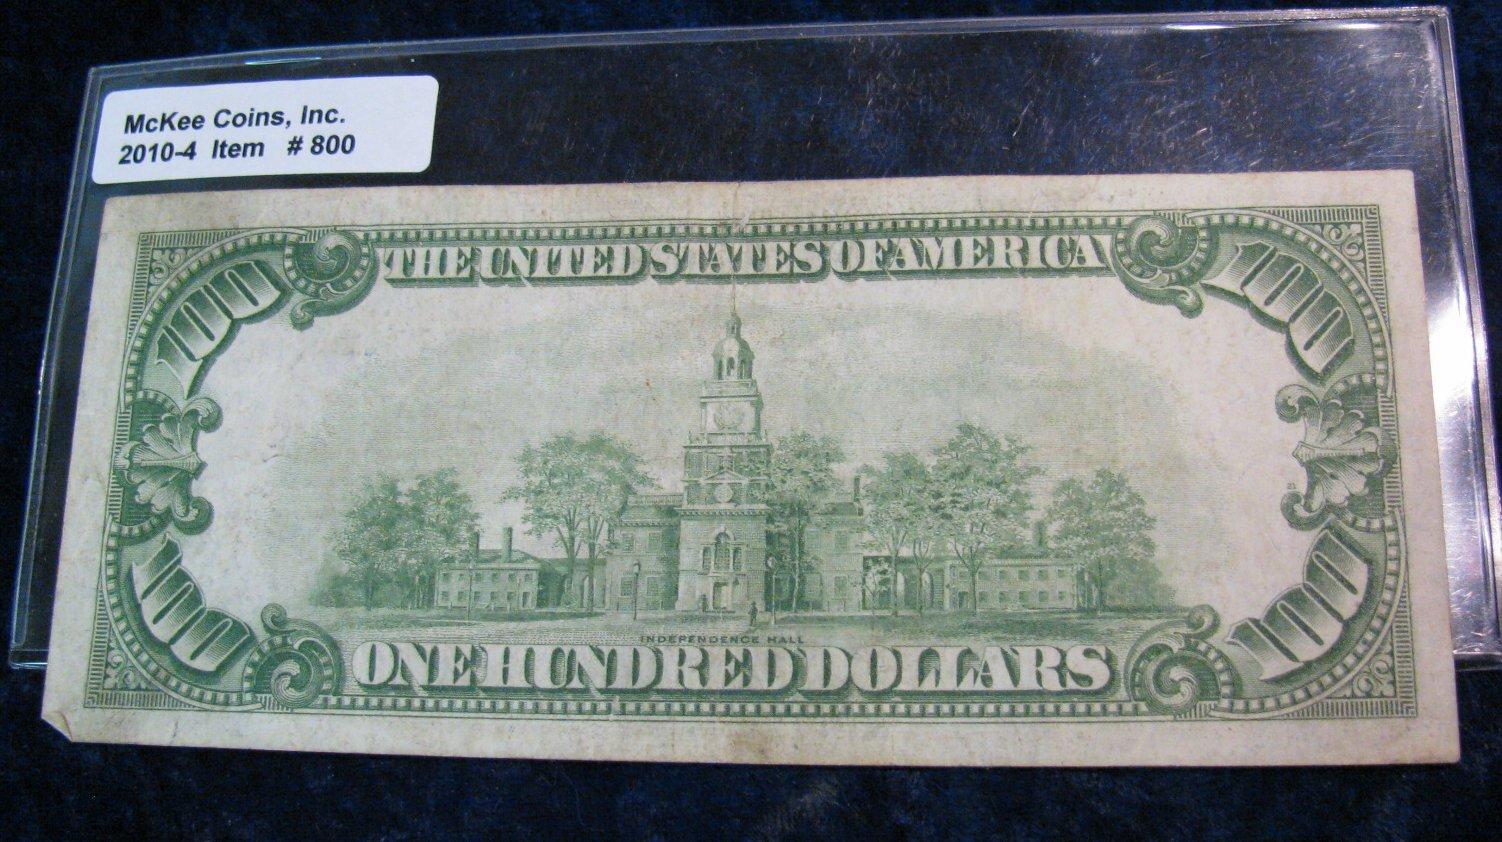 McKee Coins, Inc.
2010-4 Item # 800
THE UNITED STATES OF AMERICA
100
100
INDEPENDENCE HALL
ONE HUNDRED DOLLARS
100
100